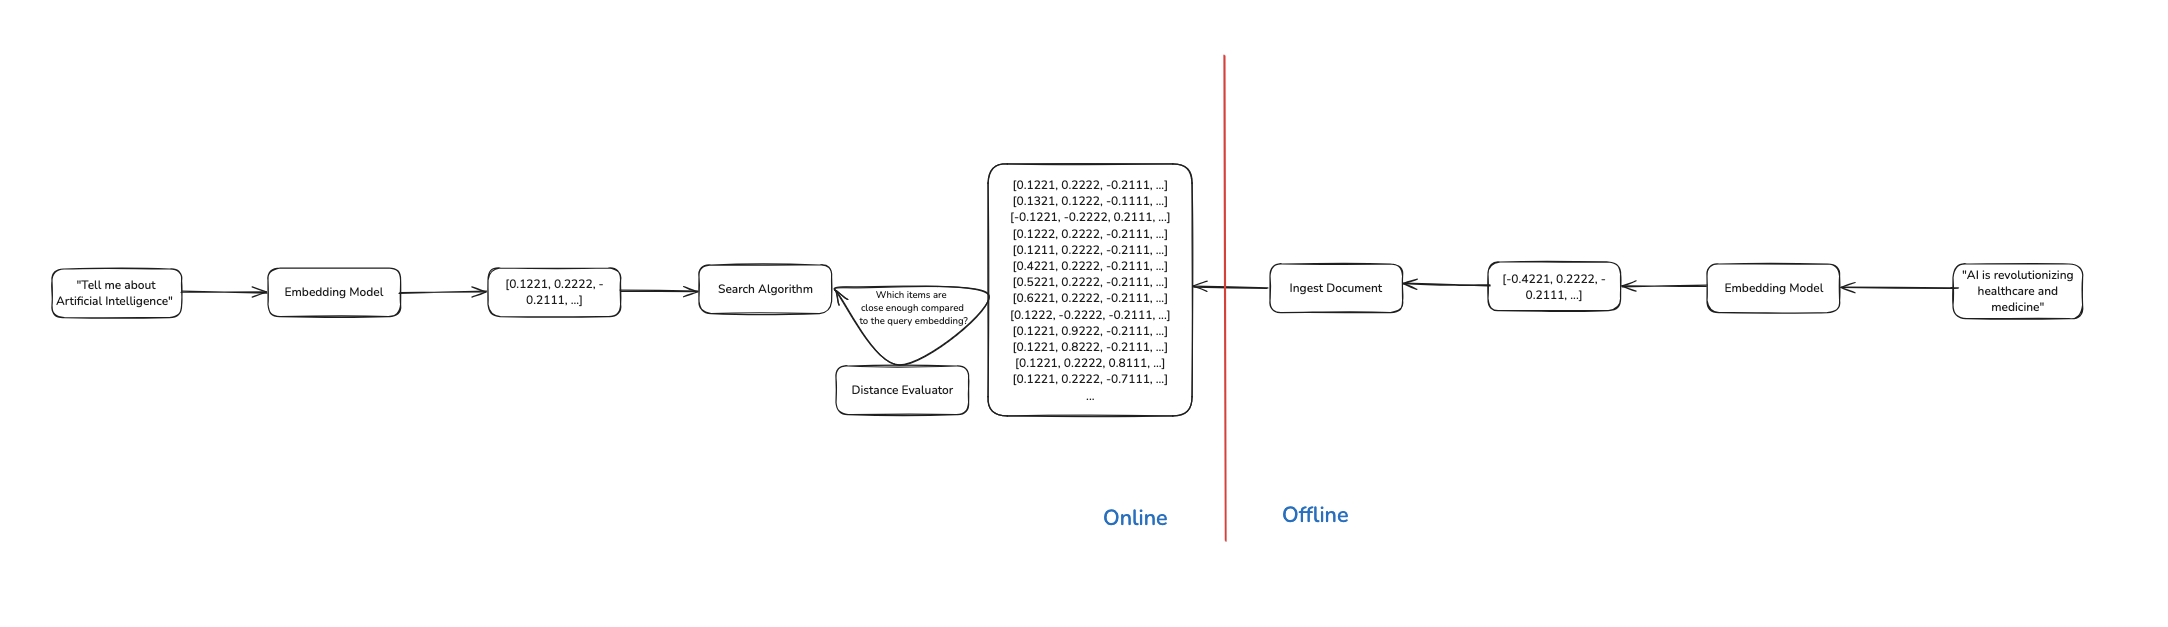 "Tell me about
Artificial Intelligence"
Embedding Model
[0.1221, 0.2222, -
0.2111, ...]
Search Algorithm
Which items are
close enough compared
to the query embedding?
Distance Evaluator
[0.1221, 0.2222, -0.2111, ...]
[0.1321, 0.1222, -0.1111, ...]
[-0.1221, -0.2222, 0.2111, ...]
[0.1222, 0.2222, -0.2111, ...]
[0.1211, 0.2222, -0.2111, ...]
[0.4221, 0.2222, -0.2111, ...]
[0.5221, 0.2222, -0.2111, ...]
[0.6221, 0.2222, -0.2111, ...]
[0.1222, -0.2222, -0.2111, ...]
[0.1221, 0.9222, -0.2111, ...]
[0.1221, 0.8222, -0.2111, ...]
[0.1221, 0.2222, 0.8111, ...]
[0.1221, 0.2222, -0.7111, ...]
...
Ingest Document
[-0.4221, 0.2222, -
0.2111, ...]
Embedding Model
"AI is revolutionizing
healthcare and
medicine"
Online
Offline